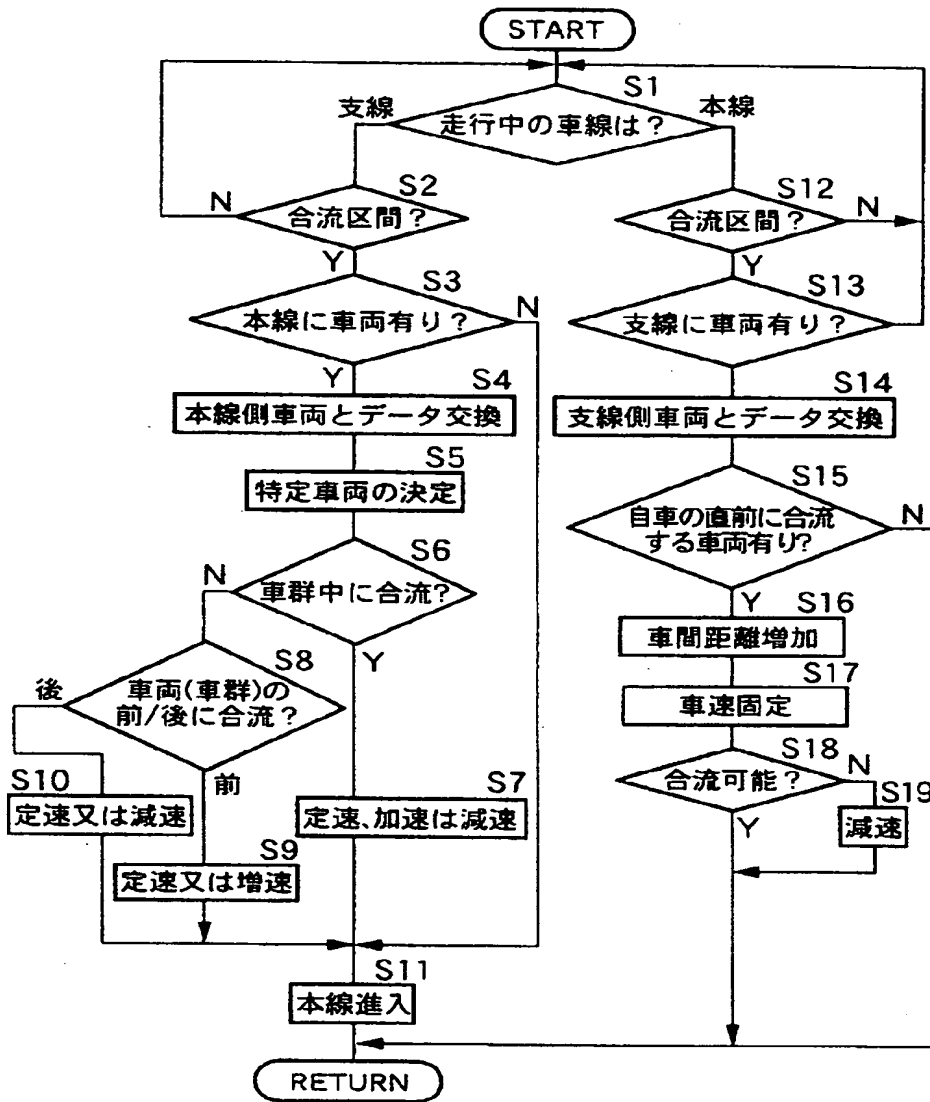 START
S1
支線
本線
走行中の車線は？
S2
N
合流区間？
Y
S12
合流区間？
N
Y
S3
本線に車両有り？
N
Y
S13
支線に車両有り？
S4
本線側車両とデータ交換
S14
支線側車両とデータ交換
S5
特定車両の決定
S15
自車の直前に合流
する車両有り？
N
Y
S6
N
車群中に合流？
Y
S16
車間距離増加
S17
車速固定
S8
後
車両(車群)の
前/後に合流？
前
S18
合流可能？
N
Y
S19
減速
S10
定速又は減速
S7
定速、加速は減速
S9
定速又は増速
S11
本線進入
RETURN